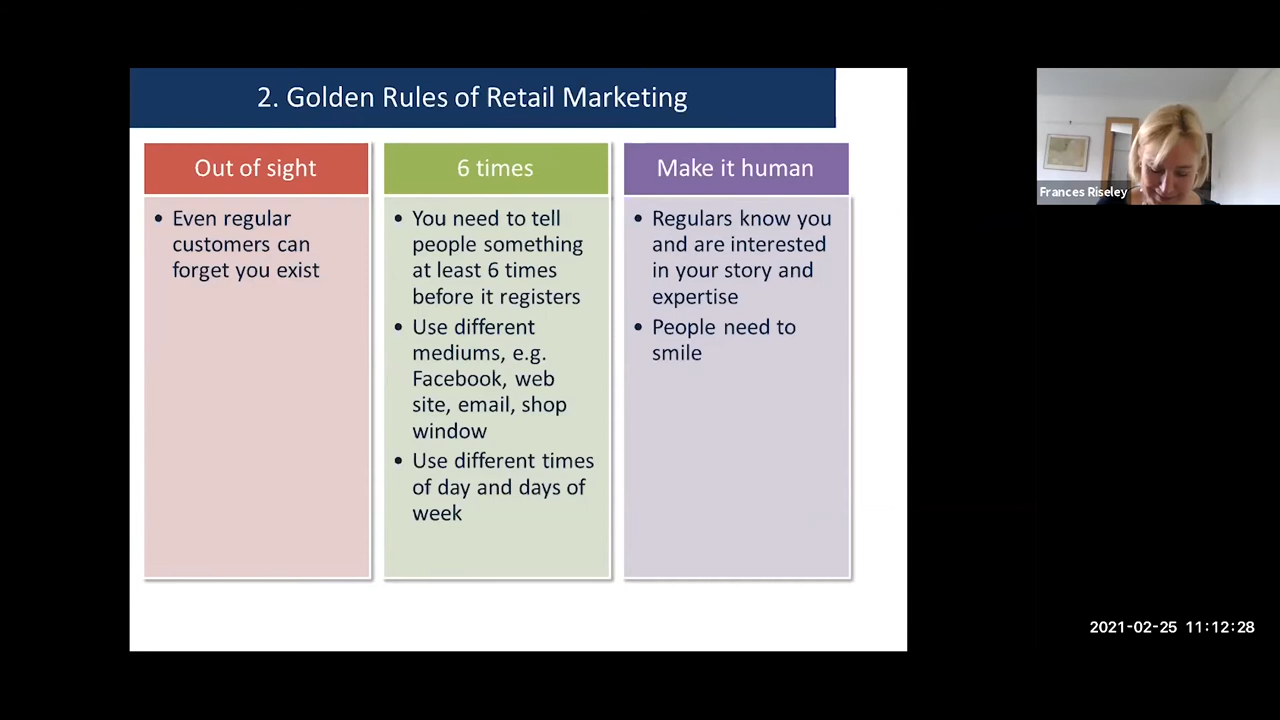 2. Golden Rules of Retail Marketing
Out of sight
• Even regular
customers can
forget you exist
6 times
• You need to tell
people something
at least 6 times
before it registers
• Use different
mediums, e.g.
Facebook, web
site, email, shop
window
• Use different times
of day and days of
week
Make it human
• Regulars know you
and are interested
in your story and
expertise
• People need to
smile
Frances Riseley
2021-02-25 11:12:28